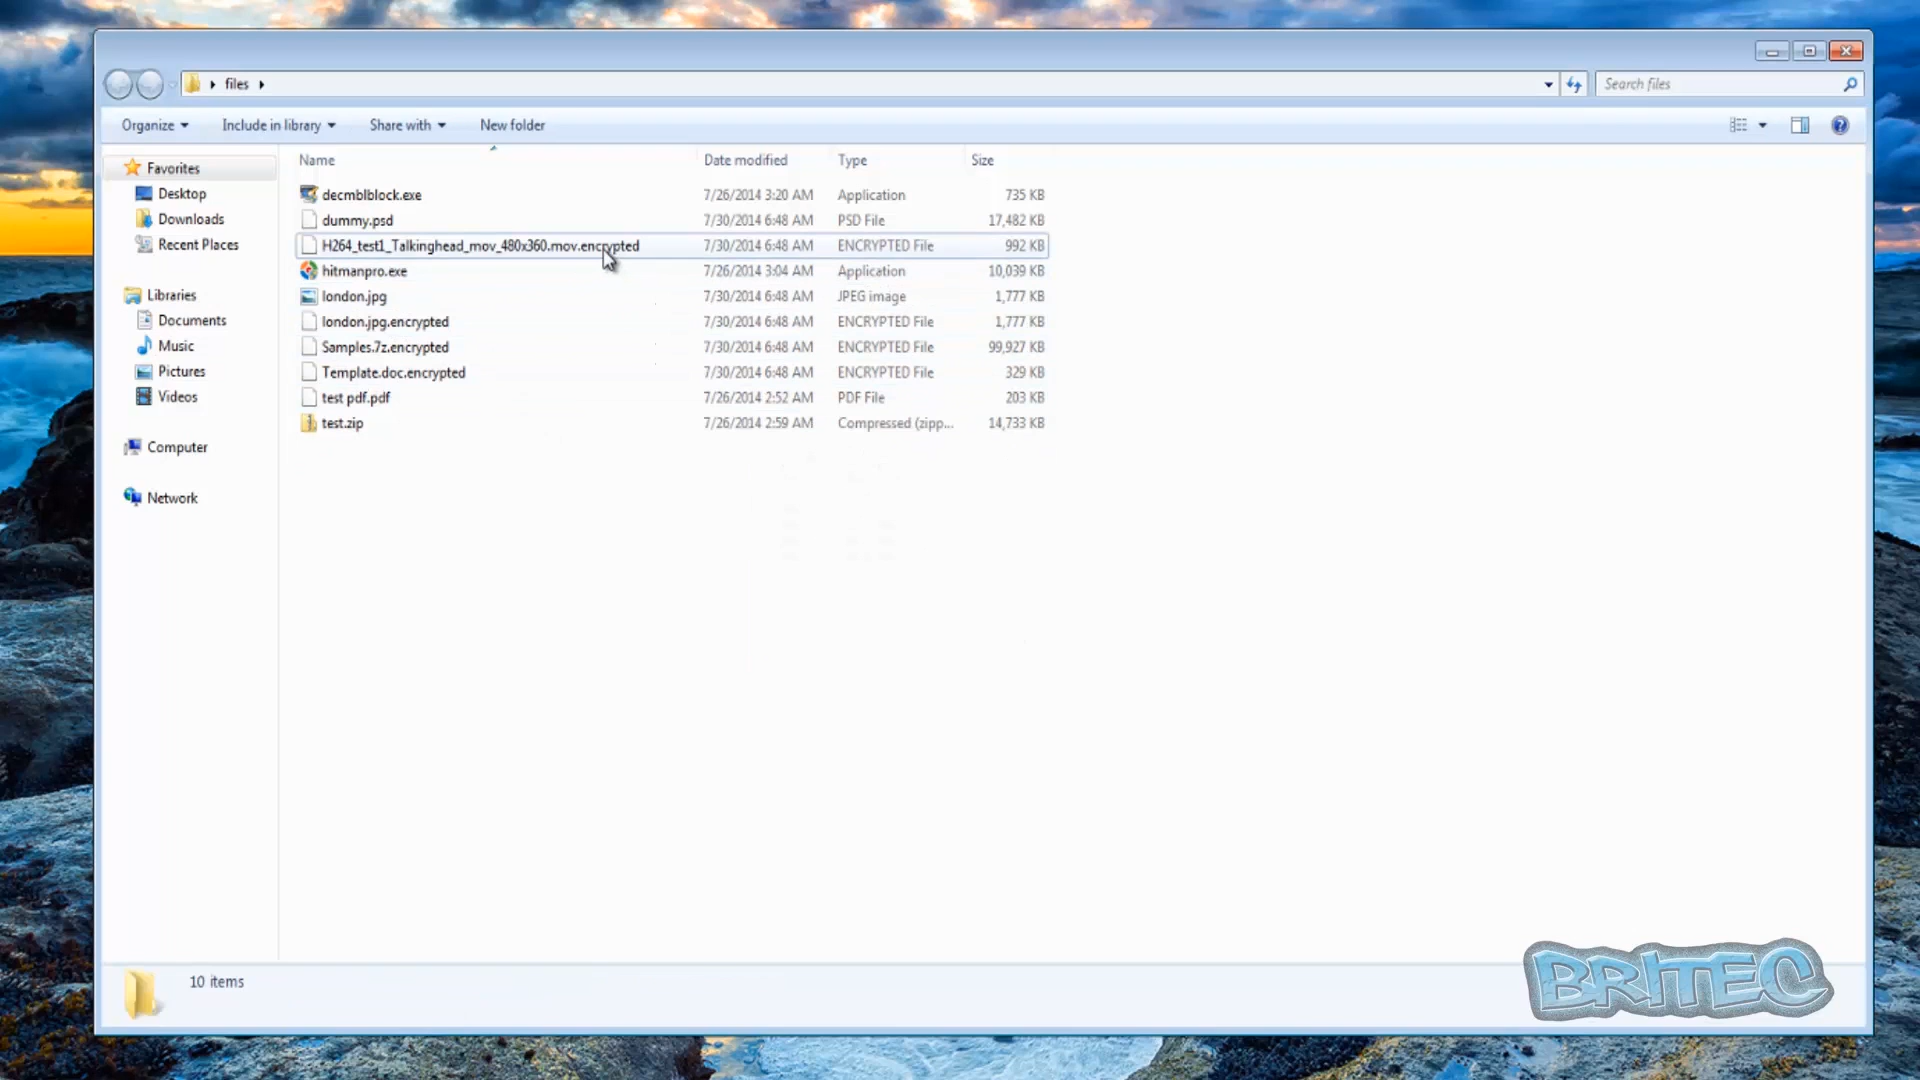 files
Search files
Organize Include in library Share with New folder
Name Date modified Type Size
Favorites
Desktop
Downloads
Recent Places
Libraries
Documents
Music
Pictures
Videos
Computer
Network
decmblblock.exe 7/26/2014 3:20 AM Application 735 KB
dummy.psd 7/30/2014 6:48 AM PSD File 17,482 KB
H264_test1_Talkinghead_mov_480x360.mov.encrypted 7/30/2014 6:48 AM ENCRYPTED File 992 KB
hitmanpro.exe 7/26/2014 3:04 AM Application 10,039 KB
london.jpg 7/30/2014 6:48 AM JPEG image 1,777 KB
london.jpg.encrypted 7/30/2014 6:48 AM ENCRYPTED File 1,777 KB
Samples.7z.encrypted 7/30/2014 6:48 AM ENCRYPTED File 99,927 KB
Template.doc.encrypted 7/30/2014 6:48 AM ENCRYPTED File 329 KB
test pdf.pdf 7/26/2014 2:52 AM PDF File 203 KB
test.zip 7/26/2014 2:59 AM Compressed (zipp... 14,733 KB
10 items
BRITEC